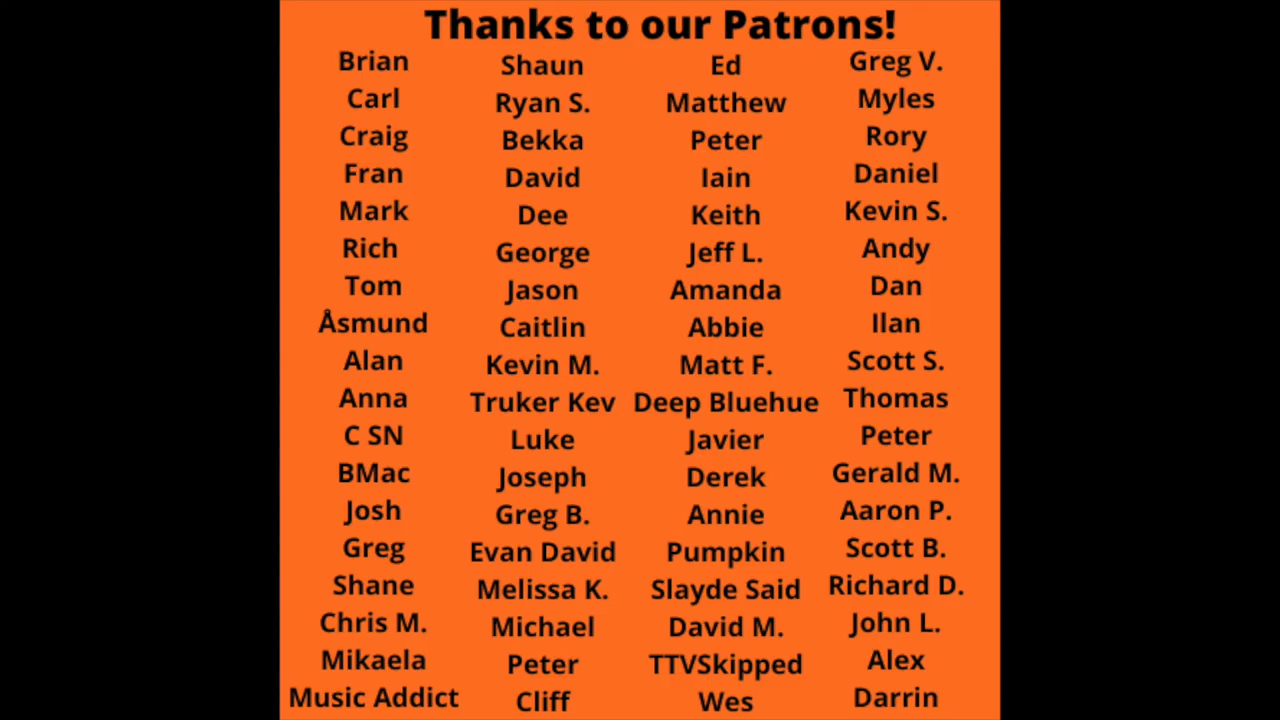 Thanks to our Patrons!
Brian
Carl
Craig
Fran
Mark
Rich
Tom
Åsmund
Alan
Anna
C SN
BMac
Josh
Greg
Shane
Chris M.
Mikaela
Music Addict
Shaun
Ryan S.
Bekka
David
Dee
George
Jason
Caitlin
Kevin M.
Truker Kev
Luke
Joseph
Greg B.
Evan David
Melissa K.
Michael
Peter
Cliff
Ed
Matthew
Peter
Iain
Keith
Jeff L.
Amanda
Abbie
Matt F.
Deep Bluehue
Javier
Derek
Annie
Pumpkin
Slayde Said
David M.
TTVSkipped
Wes
Greg V.
Myles
Rory
Daniel
Kevin S.
Andy
Dan
Ilan
Scott S.
Thomas
Peter
Gerald M.
Aaron P.
Scott B.
Richard D.
John L.
Alex
Darrin